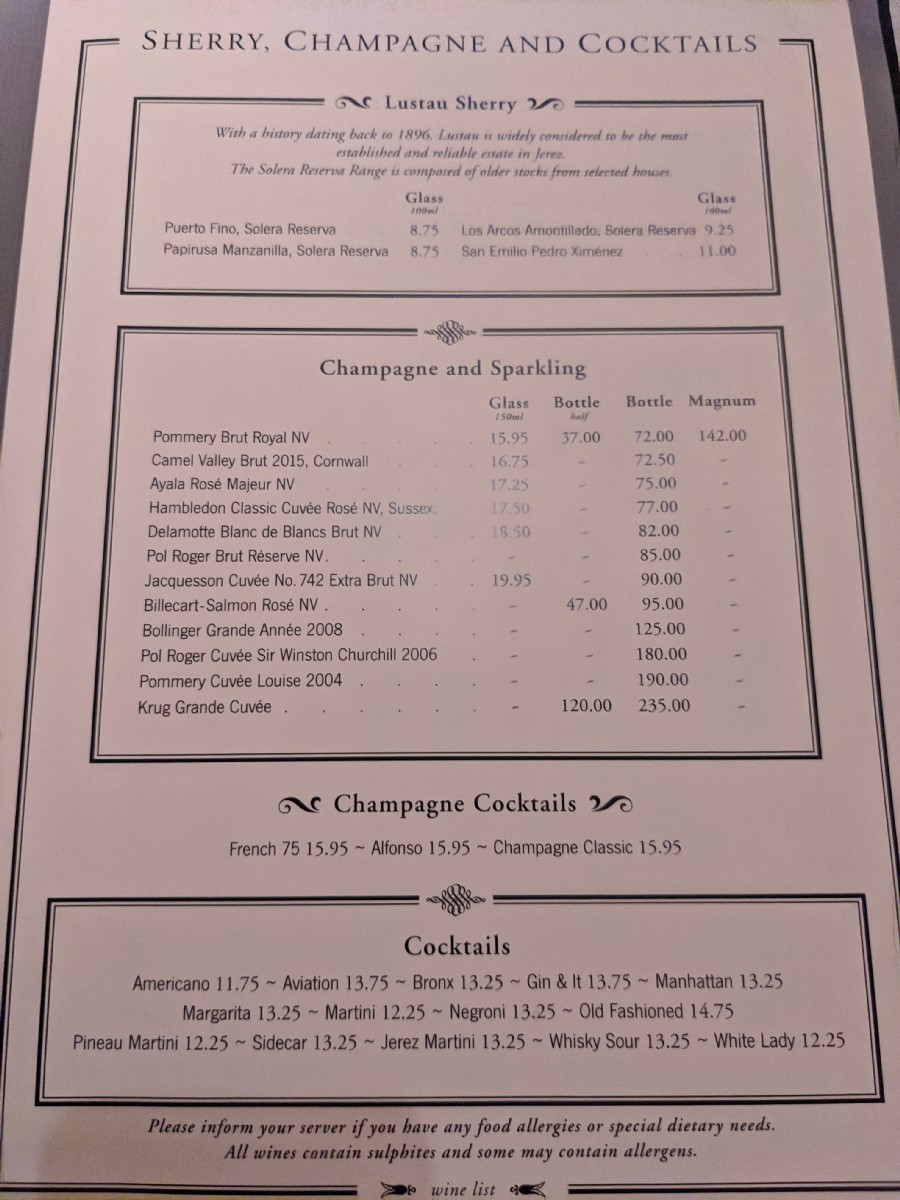 SHERRY, CHAMPAGNE AND COCKTAILS
Lustau Sherry
With a history dating back to 1896, Lustau is widely considered to be the most
established and reliable estate in Jerez.
The Solera Reserva Range is composed of older stocks from selected houses.
Glass Glass
100ml 100ml
Puerto Fino, Solera Reserva 8.75 Los Arcos Amontillado, Solera Reserva 9.25
Papirusa Manzanilla, Solera Reserva 8.75 San Emilio Pedro Ximénez . . 11.00
Champagne and Sparkling
Glass Bottle Bottle Magnum
150ml half
Pommery Brut Royal NV . . . . . 15.95 37.00 72.00 142.00
Camel Valley Brut 2015, Cornwall . . . 16.75 - 72.50 -
Ayala Rosé Majeur NV . . . . . 17.25 - 75.00 -
Hambledon Classic Cuvée Rosé NV, Sussex. . 17.50 - 77.00 -
Delamotte Blanc de Blancs Brut NV . . . 18.50 - 82.00 -
Pol Roger Brut Réserve NV. . . . . - - 85.00 -
Jacquesson Cuvée No. 742 Extra Brut NV . . 19.95 - 90.00 -
Billecart-Salmon Rosé NV . . . . . - 47.00 95.00 -
Bollinger Grande Année 2008 . . . . - - 125.00 -
Pol Roger Cuvée Sir Winston Churchill 2006 . - - 180.00 -
Pommery Cuvée Louise 2004 . . . . - - 190.00 -
Krug Grande Cuvée . . . . . . - 120.00 235.00 -
Champagne Cocktails
French 75 15.95 ~ Alfonso 15.95 ~ Champagne Classic 15.95
Cocktails
Americano 11.75 ~ Aviation 13.75 ~ Bronx 13.25 ~ Gin & It 13.75 ~ Manhattan 13.25
Margarita 13.25 ~ Martini 12.25 ~ Negroni 13.25 ~ Old Fashioned 14.75
Pineau Martini 12.25 ~ Sidecar 13.25 ~ Jerez Martini 13.25 ~ Whisky Sour 13.25 ~ White Lady 12.25
Please inform your server if you have any food allergies or special dietary needs.
All wines contain sulphites and some may contain allergens.
wine list